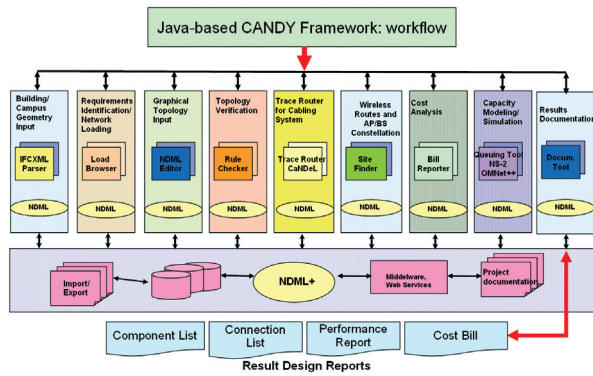 Java-based CANDY Framework: workflow
Building/
Campus
Geometry
Input
IFCXML
Parser
NDML
Requirements
Identification/
Network
Loading
Load
Browser
NDML
Graphical
Topology
Input
NDML
Editor
NDML
Topology
Verification
Rule
Checker
NDML
Trace Router
for Cabling
System
Trace Router
CaNDeL
NDML
Wireless
Routes and
AP/BS
Constellation
Site
Finder
NDML
Cost
Analysis
Bill
Reporter
NDML
Capacity
Modeling/
Simulation
Queuing Tool
NS-2
OMNet++
NDML
Results
Documentation
Docum.
Tool
NDML
Import/
Export
NDML+
Middelware,
Web Services
Project
documentation
Component List
Connection
List
Performance
Report
Cost Bill
Result Design Reports